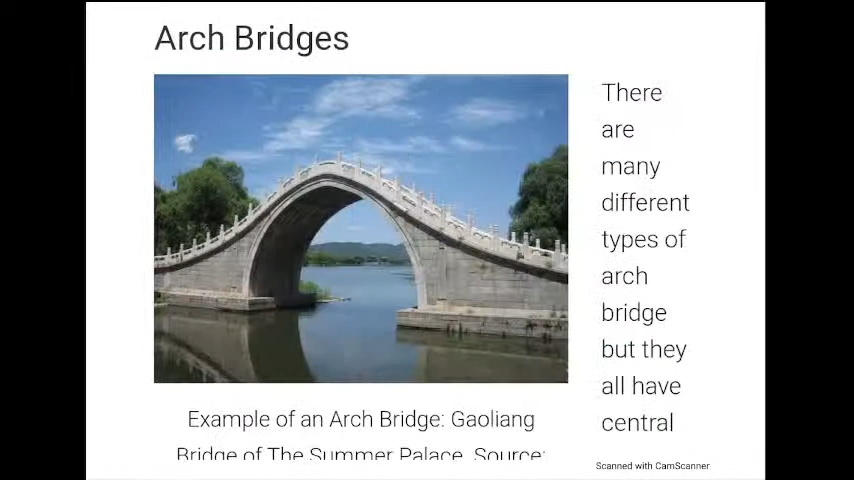 Arch Bridges
There
are
many
different
types of
arch
bridge
but they
all have
central
Example of an Arch Bridge: Gaoliang
Bridge of The Summer Palace. Source:
Scanned with CamScanner